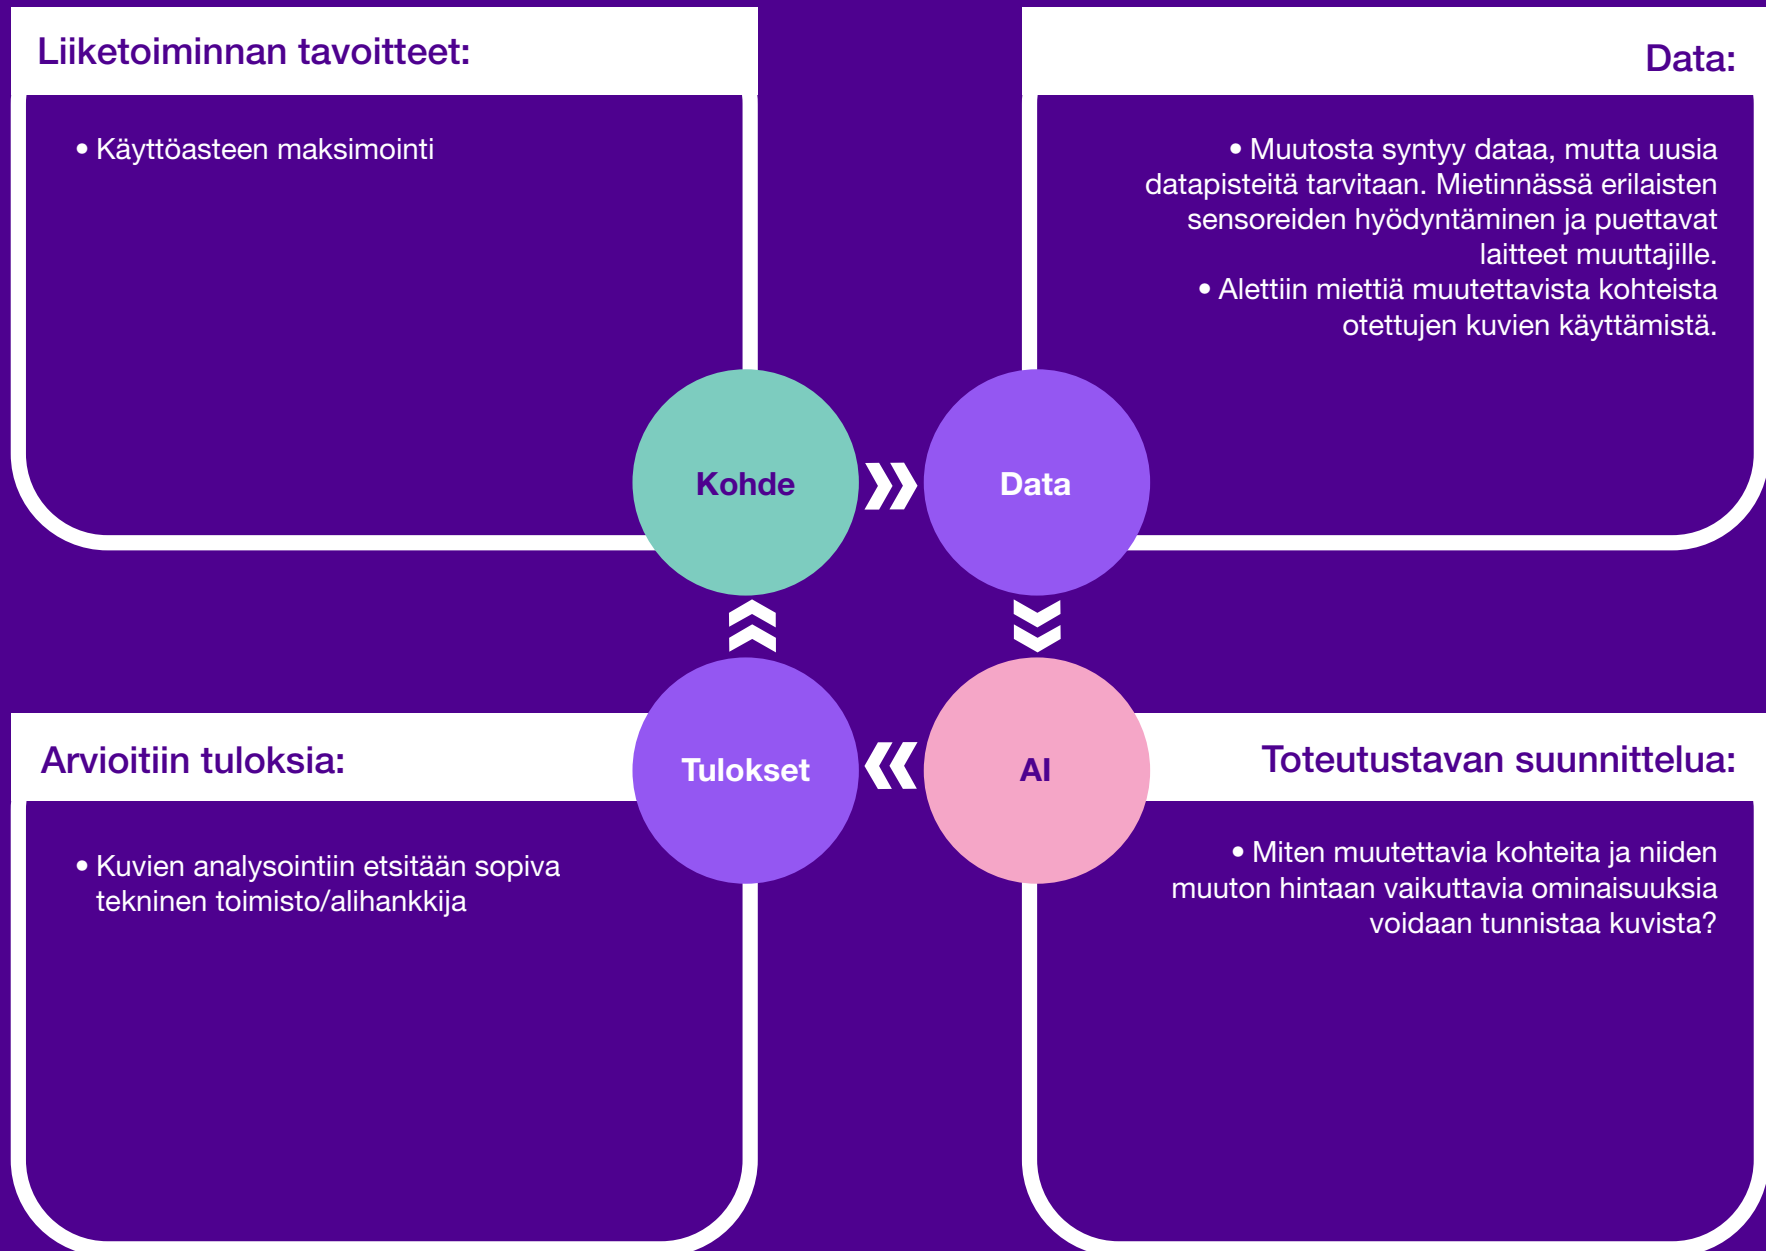 Liiketoiminnan tavoitteet:
• Käyttöasteen maksimointi
Data:
• Muutosta syntyy dataa, mutta uusia
datapisteitä tarvitaan. Mietinnässä erilaisten
sensoreiden hyödyntäminen ja puettavat
laitteet muuttajille.
• Alettiin miettiä muutettavista kohteista
otettujen kuvien käyttämistä.
Kohde
Data
Tulokset
AI
Arvioitiin tuloksia:
• Kuvien analysointiin etsitään sopiva
tekninen toimisto/alihankkija
Toteutustavan suunnittelua:
• Miten muutettavia kohteita ja niiden
muuton hintaan vaikuttavia ominaisuuksia
voidaan tunnistaa kuvista?